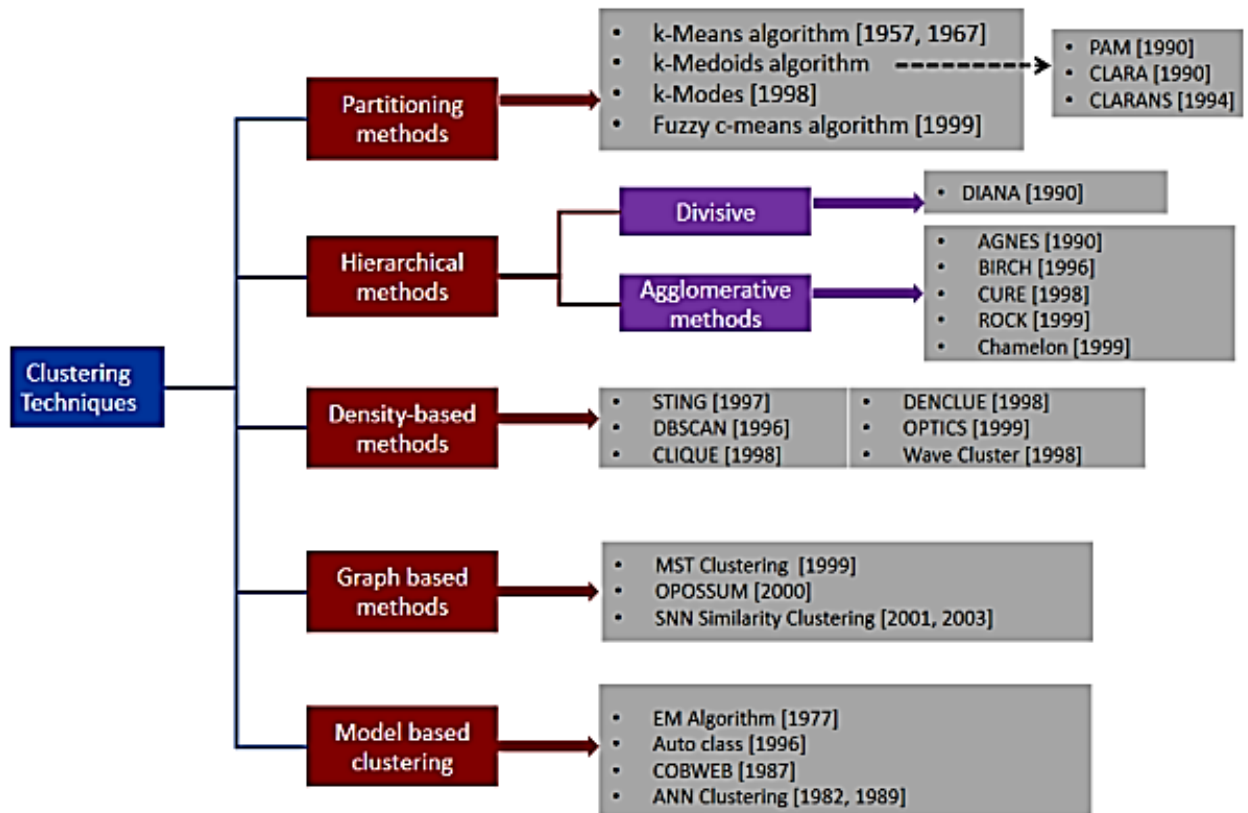 • k-Means algorithm [1957, 1967]
• k-Medoids algorithm
• k-Modes [1998]
• Fuzzy c-means algorithm [1999]
• PAM [1990]
• CLARA [1990]
• CLARANS [1994]
Partitioning
methods
Divisive
• DIANA [1990]
Hierarchical
methods
Agglomerative
methods
• AGNES [1990]
• BIRCH [1996]
• CURE [1998]
• ROCK [1999]
• Chamelon [1999]
Clustering
Techniques
Density-based
methods
• STING [1997]
• DBSCAN [1996]
• CLIQUE [1998]
• DENCLUE [1998]
• OPTICS [1999]
• Wave Cluster [1998]
Graph based
methods
• MST Clustering [1999]
• OPOSSUM [2000]
• SNN Similarity Clustering [2001, 2003]
Model based
clustering
• EM Algorithm [1977]
• Auto class [1996]
• COBWEB [1987]
• ANN Clustering [1982, 1989]